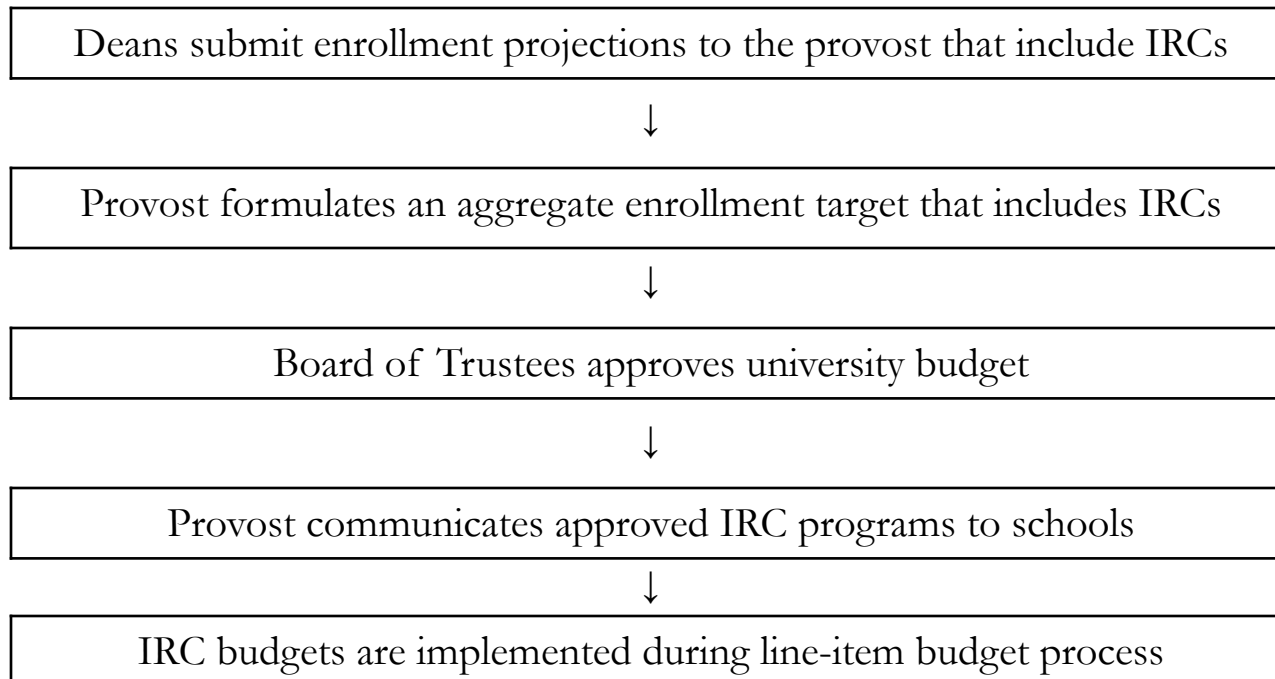 Deans submit enrollment projections to the provost that include IRCs
↓
Provost formulates an aggregate enrollment target that includes IRCs
↓
Board of Trustees approves university budget
↓
Provost communicates approved IRC programs to schools
↓
IRC budgets are implemented during line-item budget process